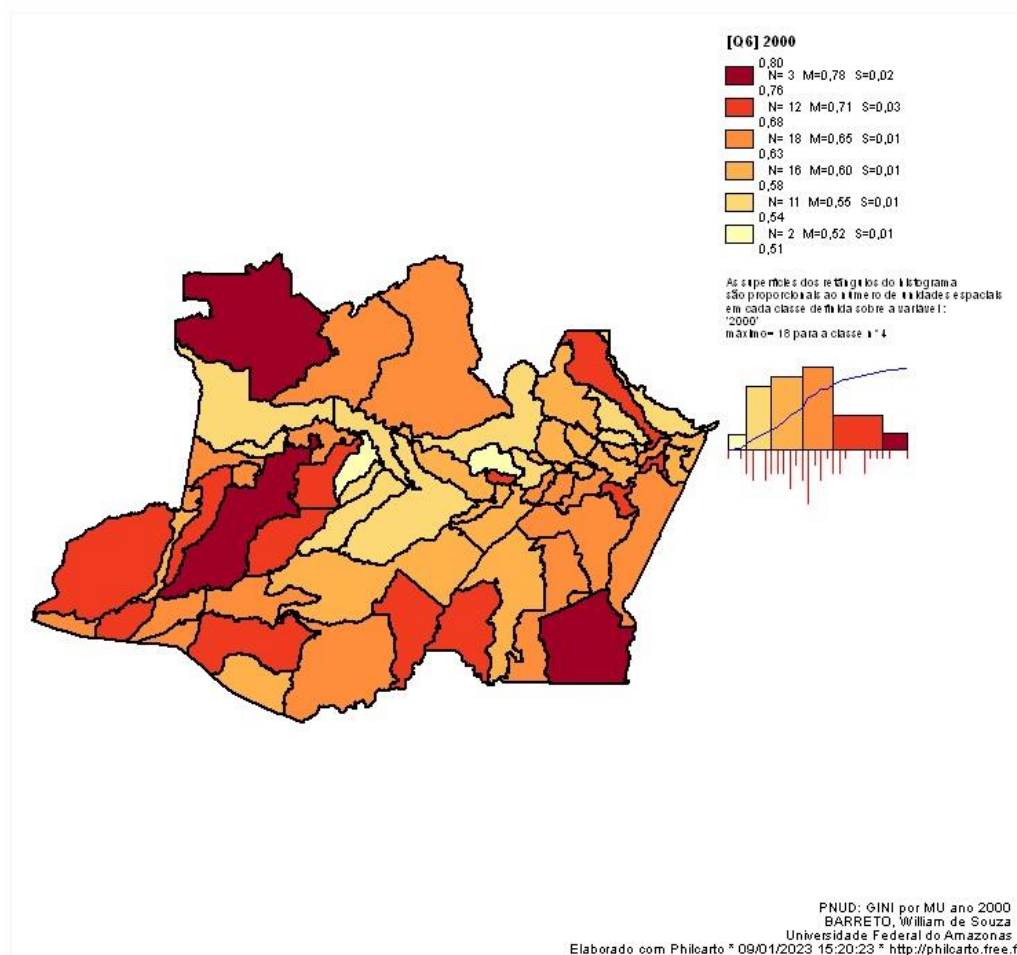 [Q6] 2000
0,80
N= 3 M=0,78 S=0,02
0,76
N= 12 M=0,71 S=0,03
0,68
N= 18 M=0,65 S=0,01
0,63
N= 16 M=0,60 S=0,01
0,58
N= 11 M=0,55 S=0,01
0,54
N= 2 M=0,52 S=0,01
0,51
As superfícies dos retângulos do histograma
são proporcionais ao número de unidades espaciais
em cada classe definida sobre a variável :
'2000'
máximo= 18 para a classe n° 4
PNUD: GINI por MU ano 2000
BARRETO, William de Souza
Universidade Federal do Amazonas
Elaborado com Philcarto * 09/01/2023 15:20:23 * http://philcarto.free.f